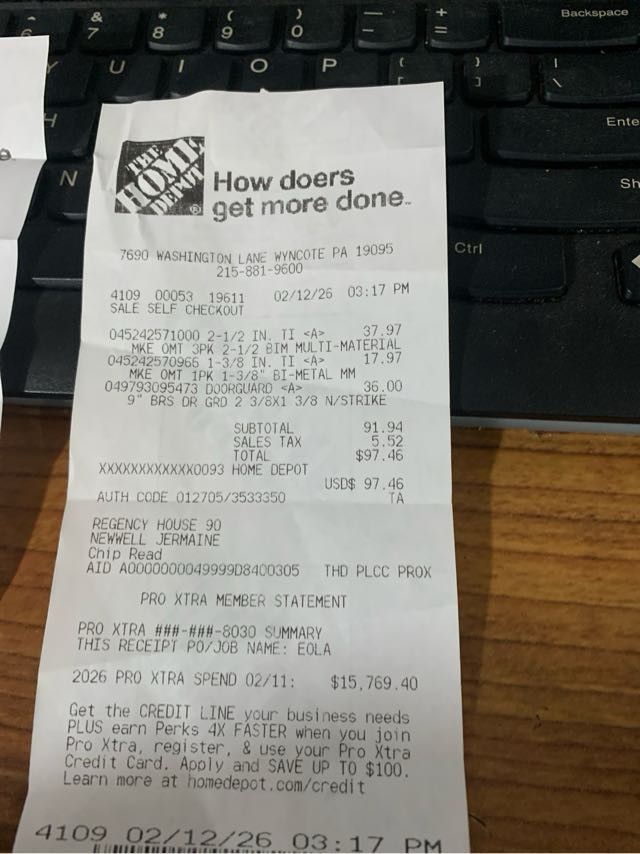 &
7
*
8
(
9
)
0
—
–
+
=
Backspace
Y
U
I
O
P
{
[
}
]
|
\
H
Ente
N
Sh
Ctrl
e
THE HOME DEPOT ®
How doers
get more done™
7690 WASHINGTON LANE WYNCOTE PA 19095
215-881-9600
4109 00053 19611 02/12/26 03:17 PM
SALE SELF CHECKOUT
045242571000 2-1/2 IN. TI <A> 37.97
MKE OMT 3PK 2-1/2 BIM MULTI-MATERIAL
045242570966 1-3/8 IN. TI <A> 17.97
MKE OMT 1PK 1-3/8" BI-METAL MM
049793095473 DOORGUARD <A> 36.00
9" BRS DR GRD 2 3/8X1 3/8 N/STRIKE
SUBTOTAL 91.94
SALES TAX 5.52
TOTAL $97.46
XXXXXXXXXXXX0093 HOME DEPOT
USD$ 97.46
AUTH CODE 012705/3533350 TA
REGENCY HOUSE 90
NEWWELL JERMAINE
Chip Read
AID A0000000049999D8400305 THD PLCC PROX
PRO XTRA MEMBER STATEMENT
PRO XTRA ###-###-8030 SUMMARY
THIS RECEIPT PO/JOB NAME: EOLA
2026 PRO XTRA SPEND 02/11: $15,769.40
Get the CREDIT LINE your business needs
PLUS earn Perks 4X FASTER when you join
Pro Xtra, register, & use your Pro Xtra
Credit Card. Apply and SAVE UP TO $100.
Learn more at homedepot.com/credit
4109 02/12/26 03:17 PM